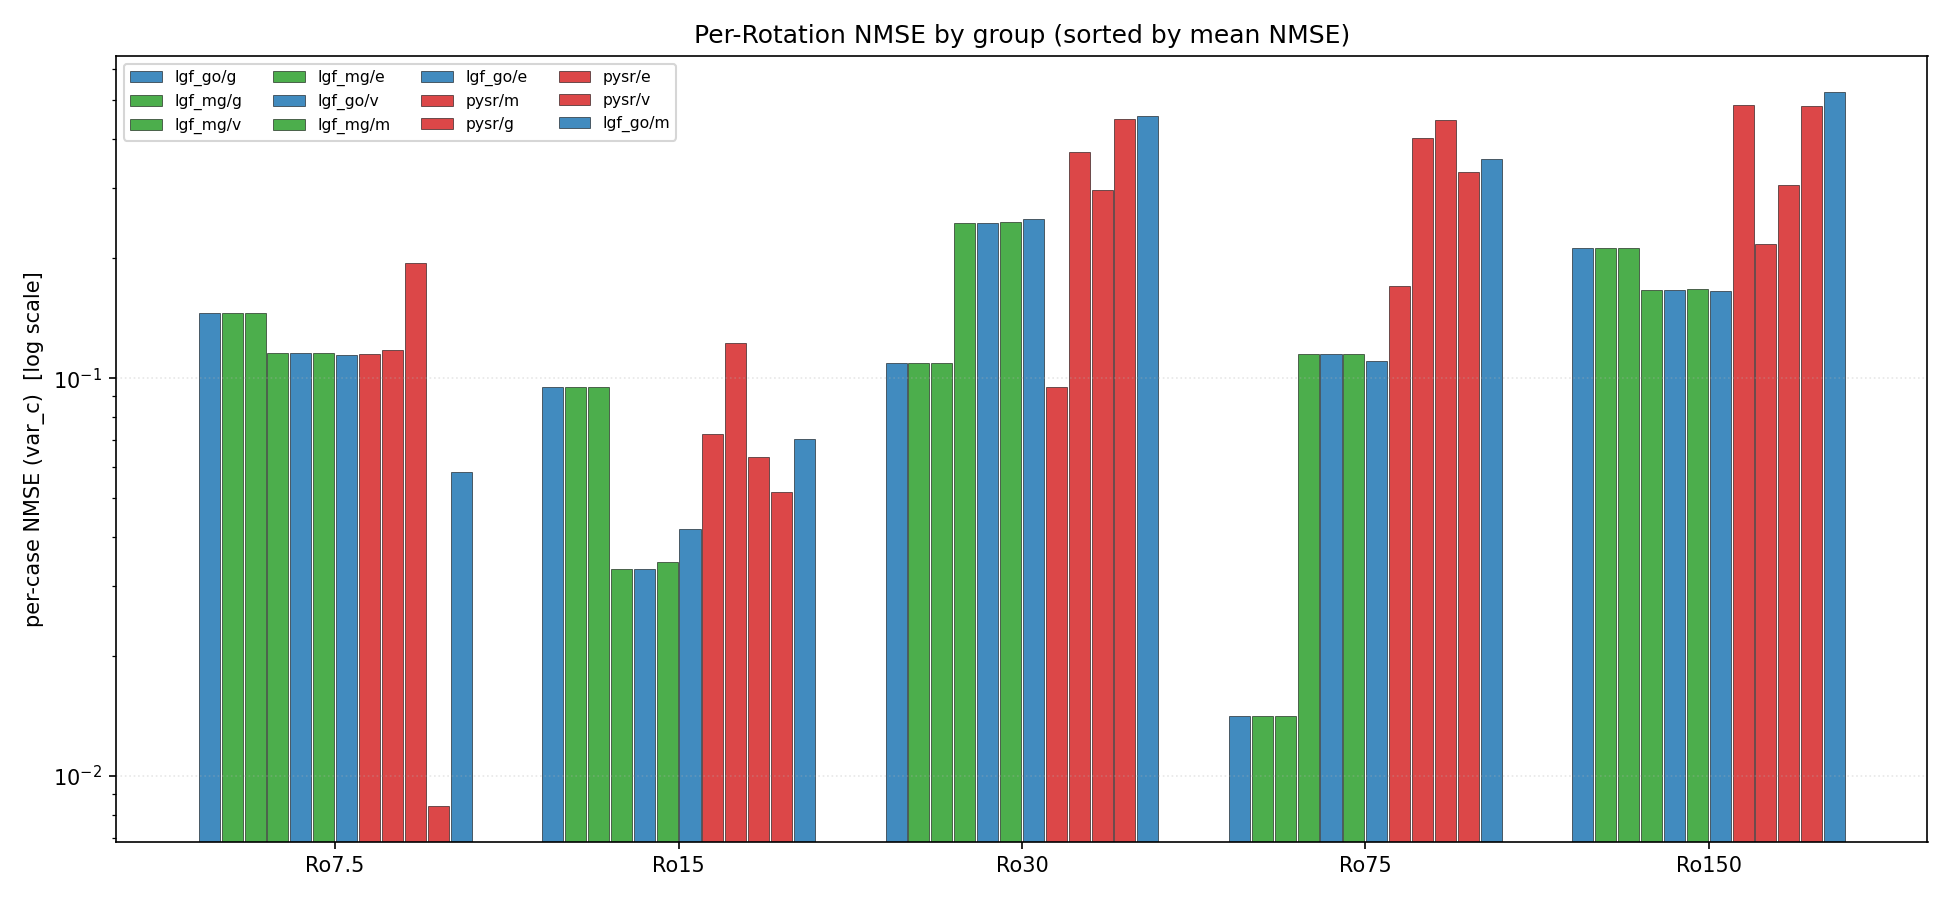 Per-Rotation NMSE by group (sorted by mean NMSE)
lgf_go/g
lgf_mg/g
lgf_mg/v
lgf_mg/e
lgf_go/v
lgf_mg/m
lgf_go/e
pysr/m
pysr/g
pysr/e
pysr/v
lgf_go/m
per-case NMSE (var_c)  [log scale]
10⁻¹
10⁻²
Ro7.5
Ro15
Ro30
Ro75
Ro150